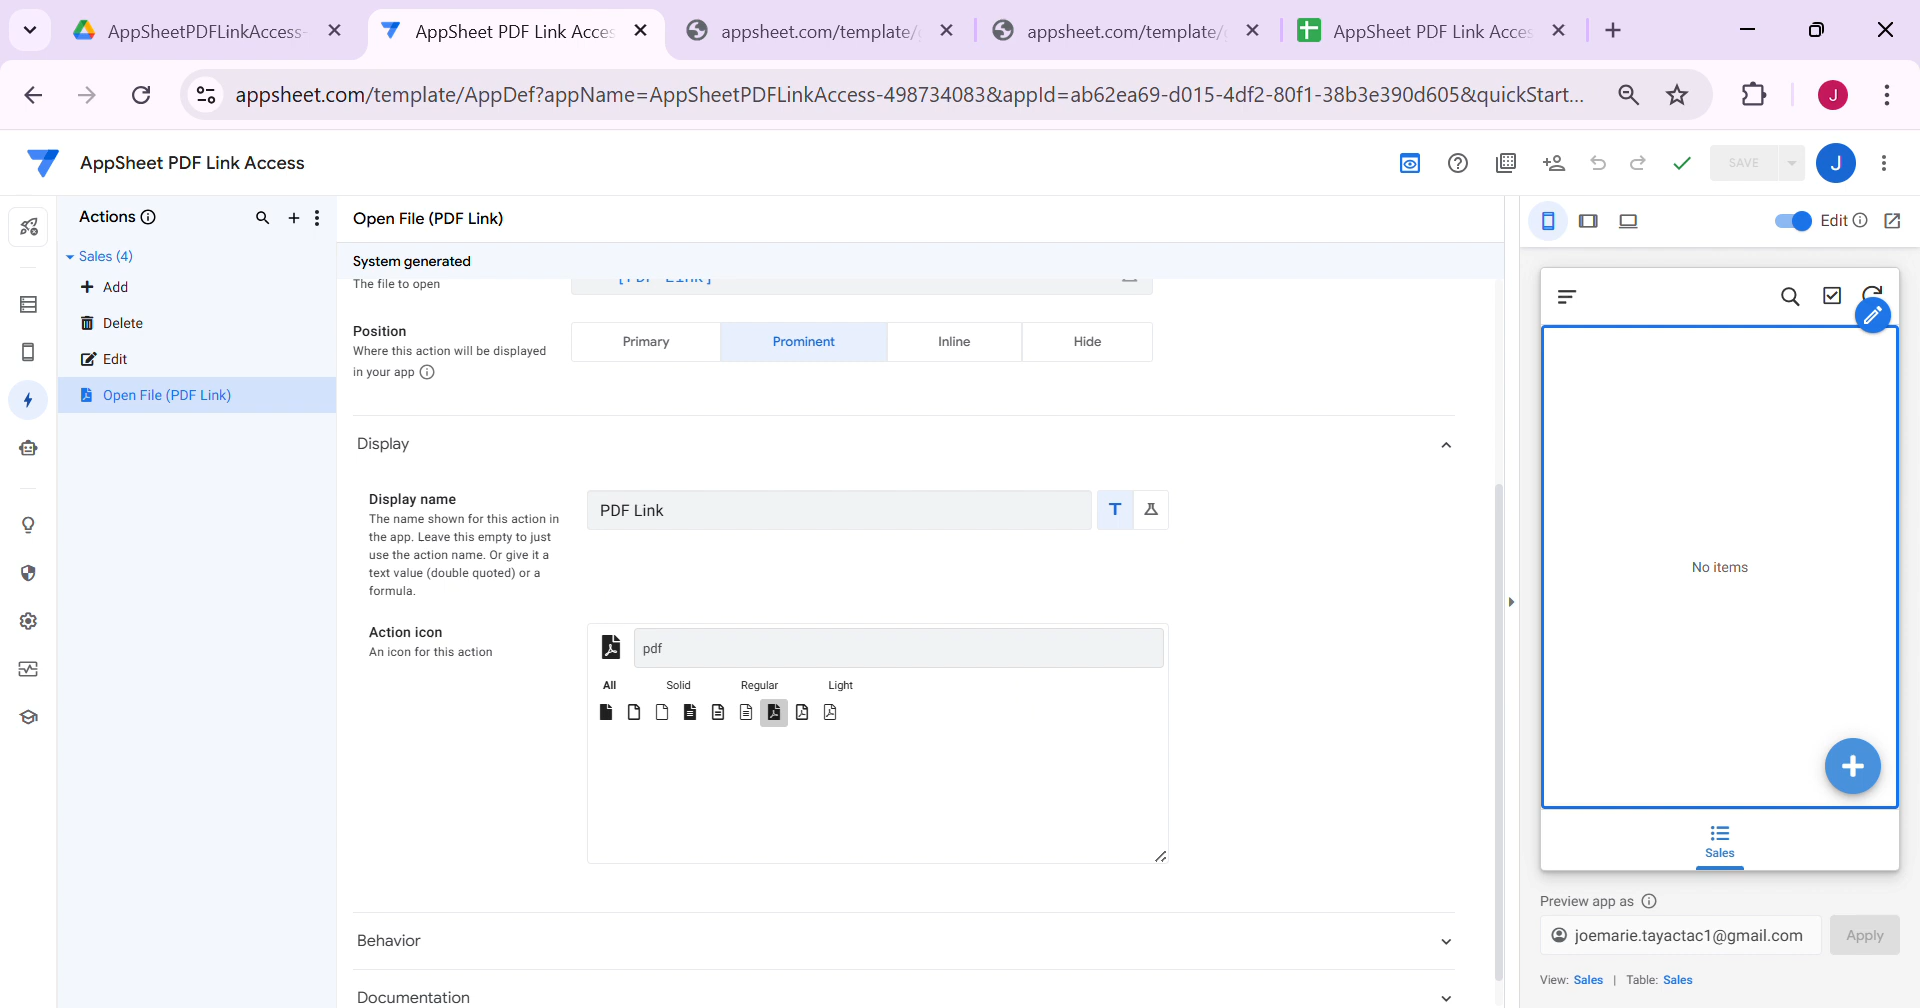 AppSheetPDFLinkAccess-
AppSheet PDF Link Acces
appsheet.com/template/
appsheet.com/template/
AppSheet PDF Link Acces
appsheet.com/template/AppDef?appName=AppSheetPDFLinkAccess-498734083&appId=ab62ea69-d015-4df2-80f1-38b3e390d605&quickStart...
J
AppSheet PDF Link Access
SAVE
J
Actions
Sales (4)
Add
Delete
Edit
Open File (PDF Link)
Open File (PDF Link)
System generated
The file to open
[PDF Link]
Position
Where this action will be displayed
in your app
Primary
Prominent
Inline
Hide
Display
Display name
The name shown for this action in
the app. Leave this empty to just
use the action name. Or give it a
text value (double quoted) or a
formula.
PDF Link
T
Action icon
An icon for this action
pdf
All
Solid
Regular
Light
Behavior
Documentation
Edit
No items
Sales
Preview app as
joemarie.tayactac1@gmail.com
Apply
View: Sales | Table: Sales